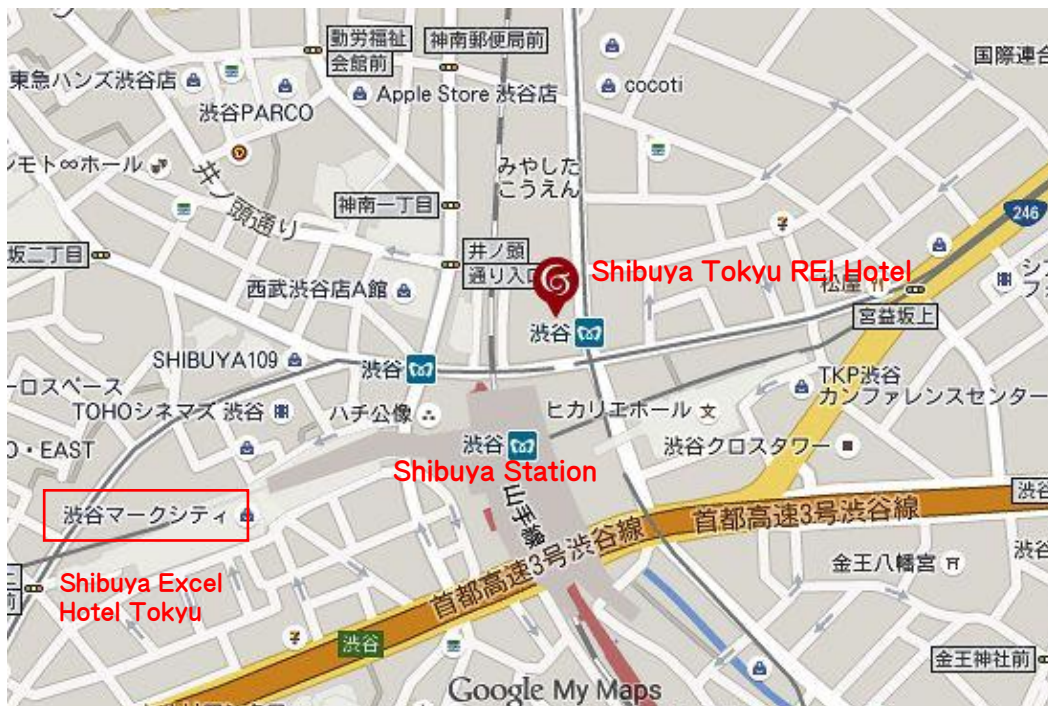 勤労福祉
会館前
神南郵便局前
国際連合
東急ハンズ渋谷店
Apple Store 渋谷店
cocoti
渋谷PARCO
シモト∞ホール
みやした
こうえん
井ノ頭通り
神南一丁目
246
坂二丁目
井ノ頭
通り入口
Shibuya Tokyu REI Hotel
シア
フォ
西武渋谷店A館
松屋
宮益坂上
渋谷
SHIBUYA109
渋谷
TKP渋谷
カンファレンスセンター
ーロスペース
TOHOシネマズ 渋谷
ハチ公像
ヒカリエホール
O・EAST
渋谷
渋谷クロスタワー
Shibuya Station
渋谷マークシティ
山手線
首都高速3号渋谷線
首都高速3号渋谷線
渋谷
渋谷
金王八幡宮
Shibuya Excel
Hotel Tokyu
前
渋谷
金王神社前
Google My Maps